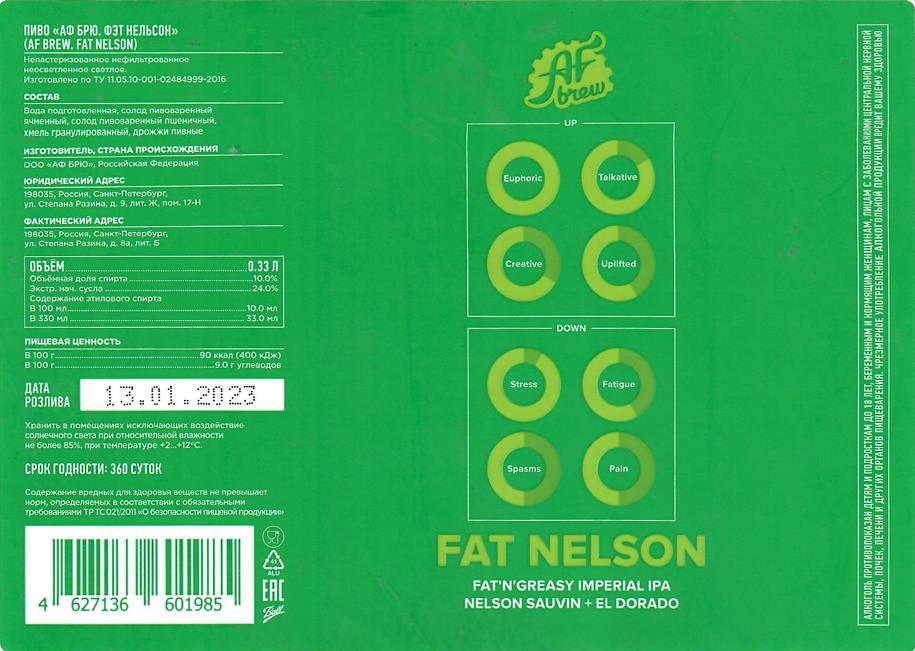 ПИВО «АФ БРЮ. ФЭТ НЕЛЬСОН»
(AF BREW. FAT NELSON)
Непастеризованное нефильтрованное
неосветленное светлое.
Изготовлено по ТУ 11.05.10-001-02484999-2016
СОСТАВ
Вода подготовленная, солод пивоваренный
ячменный, солод пивоваренный пшеничный,
хмель гранулированный, дрожжи пивные
ИЗГОТОВИТЕЛЬ, СТРАНА ПРОИСХОЖДЕНИЯ
ООО «АФ БРЮ», Российская Федерация
ЮРИДИЧЕСКИЙ АДРЕС
198035, Россия, Санкт-Петербург,
ул. Степана Разина, д. 9, лит. Ж, пом. 17-Н
ФАКТИЧЕСКИЙ АДРЕС
198035, Россия, Санкт-Петербург,
ул. Степана Разина, д. 8а, лит. Б
ОБЪЁМ 0.33 Л
Объёмная доля спирта 10.0%
Экстр. нач. сусла 24.0%
Содержание этилового спирта
В 100 мл 10.0 мл
В 330 мл 33.0 мл
ПИЩЕВАЯ ЦЕННОСТЬ
В 100 г. 90 ккал (400 кДж)
В 100 г. 9.0 г углеводов
ДАТА
РОЗЛИВА
13.01.2023
Хранить в помещениях исключающих воздействие
солнечного света при относительной влажности
не более 85%, при температуре +2...+12°C.
СРОК ГОДНОСТИ: 360 СУТОК
Содержание вредных для здоровья веществ не превышает
норм, определяемых в соответствии с обязательными
требованиями ТР ТС 021/2011 «О безопасности пищевой продукции»
4 627136 601985
41
ALU
EAC
Ball
AF
brew
UP
Euphoric
Talkative
Creative
Uplifted
DOWN
Stress
Fatigue
Spasms
Pain
FAT NELSON
FAT'N'GREASY IMPERIAL IPA
NELSON SAUVIN + EL DORADO
АЛКОГОЛЬ ПРОТИВОПОКАЗАН ДЕТЯМ И ПОДРОСТКАМ ДО 18 ЛЕТ, БЕРЕМЕННЫМ И КОРМЯЩИМ ЖЕНЩИНАМ, ЛИЦАМ С ЗАБОЛЕВАНИЯМИ ЦЕНТРАЛЬНОЙ НЕРВНОЙ
СИСТЕМЫ, ПОЧЕК, ПЕЧЕНИ И ДРУГИХ ОРГАНОВ ПИЩЕВАРЕНИЯ. ЧРЕЗМЕРНОЕ УПОТРЕБЛЕНИЕ АЛКОГОЛЬНОЙ ПРОДУКЦИИ ВРЕДИТ ВАШЕМУ ЗДОРОВЬЮ